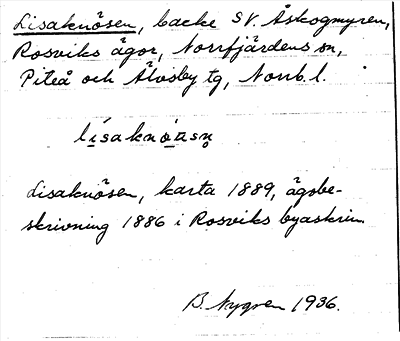 Lisaknösen, backe SV. Åskogmyren,
Rosviks ägor, Norrfjärdens sn,
Piteå och Älvsby tg, Norrb. l.
Lisaknösen, karta 1889, ägobe-
skrivning 1886 i Rosviks byaskrin
B. Nygren 1936.